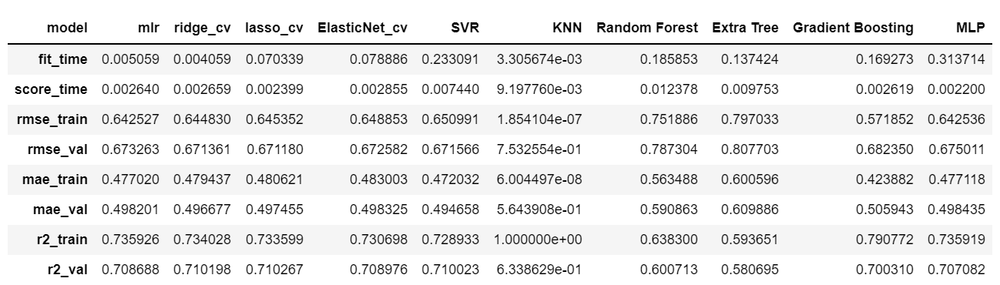 model mlr ridge_cv lasso_cv ElasticNet_cv SVR KNN Random Forest Extra Tree Gradient Boosting MLP
fit_time 0.005059 0.004059 0.070339 0.078886 0.233091 3.305674e-03 0.185853 0.137424 0.169273 0.313714
score_time 0.002640 0.002659 0.002399 0.002855 0.007440 9.197760e-03 0.012378 0.009753 0.002619 0.002200
rmse_train 0.642527 0.644830 0.645352 0.648853 0.650991 1.854104e-07 0.751886 0.797033 0.571852 0.642536
rmse_val 0.673263 0.671361 0.671180 0.672582 0.671566 7.532554e-01 0.787304 0.807703 0.682350 0.675011
mae_train 0.477020 0.479437 0.480621 0.483003 0.472032 6.004497e-08 0.563488 0.600596 0.423882 0.477118
mae_val 0.498201 0.496677 0.497455 0.498325 0.494658 5.643908e-01 0.590863 0.609886 0.505943 0.498435
r2_train 0.735926 0.734028 0.733599 0.730698 0.728933 1.000000e+00 0.638300 0.593651 0.790772 0.735919
r2_val 0.708688 0.710198 0.710267 0.708976 0.710023 6.338629e-01 0.600713 0.580695 0.700310 0.707082